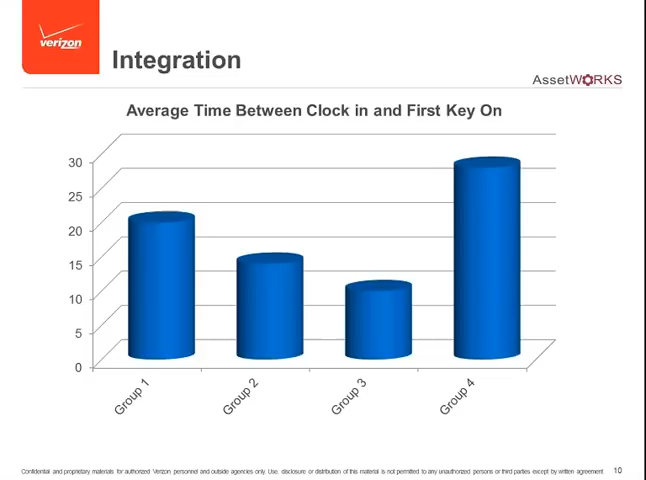 verizon
Integration
AssetWORKS
Average Time Between Clock in and First Key On
30
25
20
15
10
5
0
Group 1
Group 2
Group 3
Group 4
Confidential and proprietary materials for authorized Verizon personnel and outside agencies only. Use, disclosure or distribution of this material is not permitted to any unauthorized persons or third parties except by written agreement 10